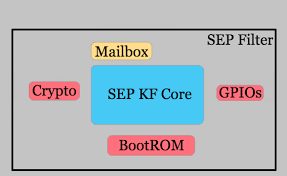 SEP Filter
Mailbox
Crypto
SEP KF Core
GPIOs
BootROM